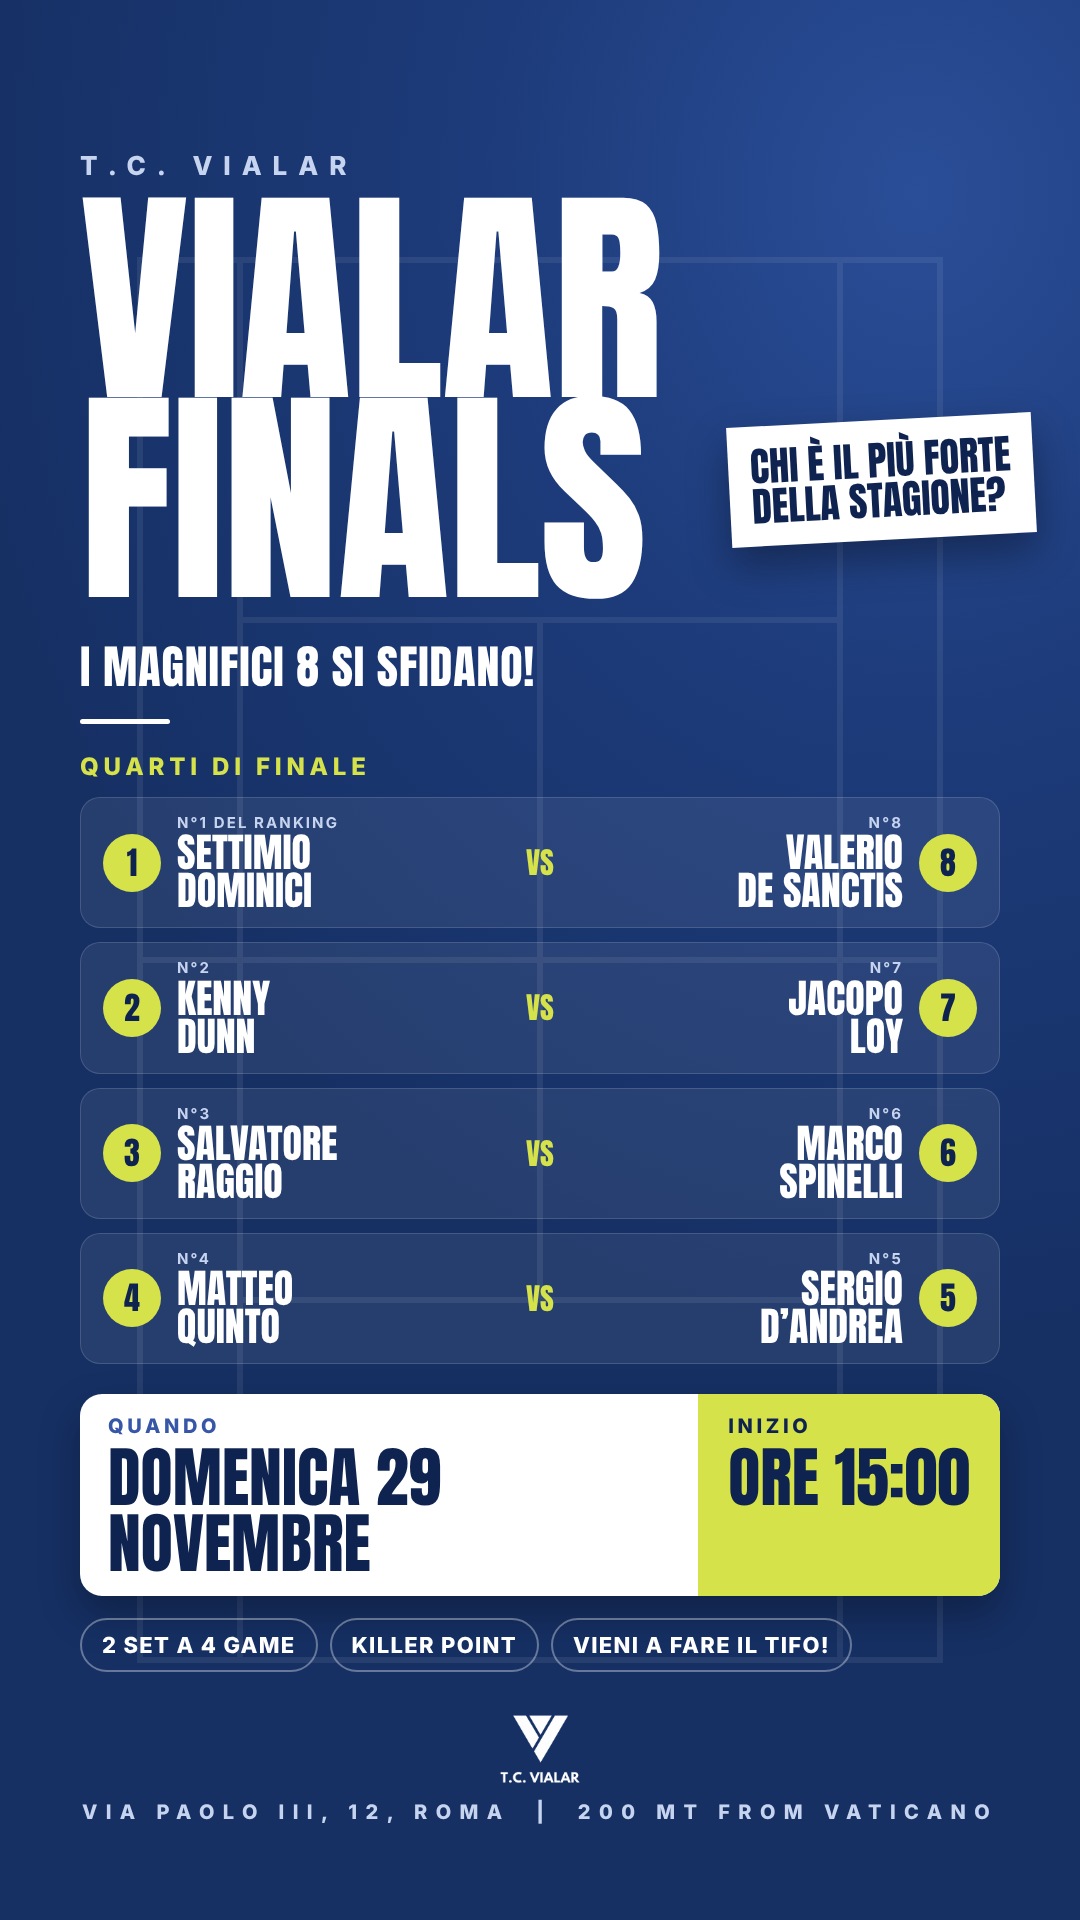 T.C. VIALAR
VIALAR
FINALS
CHI È IL PIÙ FORTE
DELLA STAGIONE?
I MAGNIFICI 8 SI SFIDANO!
QUARTI DI FINALE
1
N°1 DEL RANKING
SETTIMIO
DOMINICI
VS
N°8
VALERIO
DE SANCTIS
8
2
N°2
KENNY
DUNN
VS
N°7
JACOPO
LOY
7
3
N°3
SALVATORE
RAGGIO
VS
N°6
MARCO
SPINELLI
6
4
N°4
MATTEO
QUINTO
VS
N°5
SERGIO
D’ANDREA
5
QUANDO
DOMENICA 29
NOVEMBRE
INIZIO
ORE 15:00
2 SET A 4 GAME
KILLER POINT
VIENI A FARE IL TIFO!
T.C. VIALAR
VIA PAOLO III, 12, ROMA | 200 MT FROM VATICANO